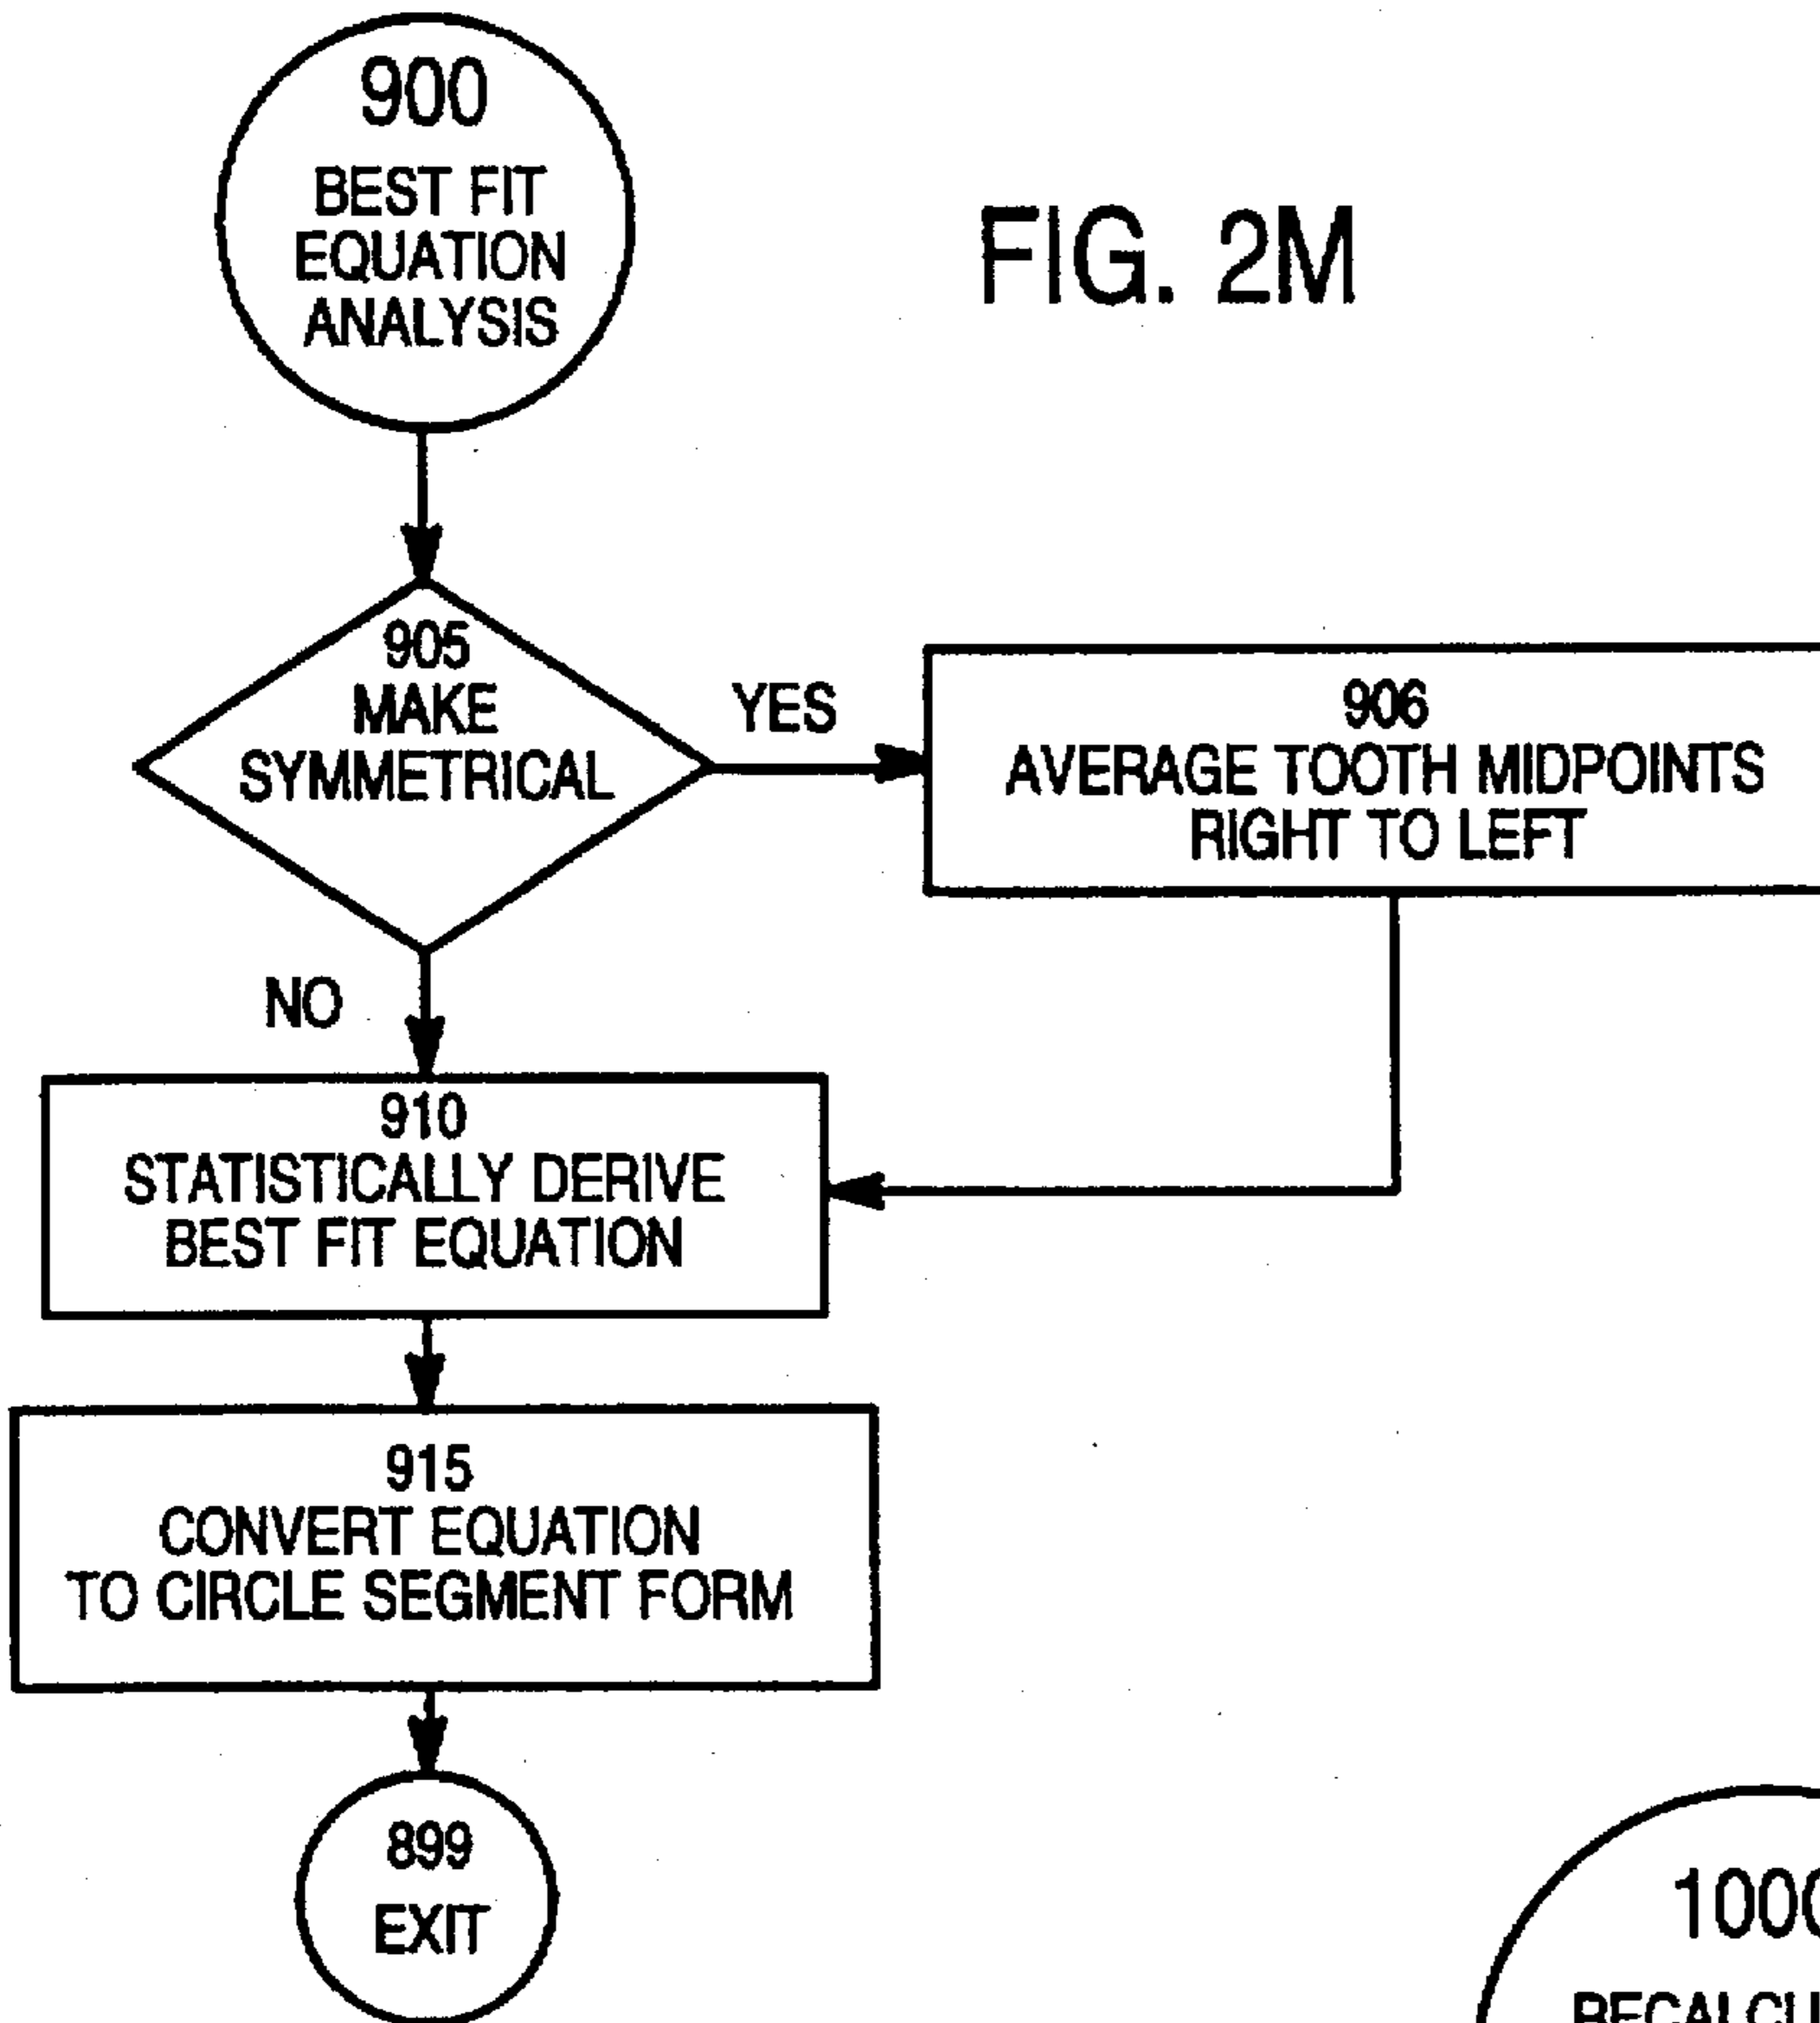 900
BEST FIT
EQUATION
ANALYSIS
FIG. 2M
905
MAKE
SYMMETRICAL
YES
906
AVERAGE TOOTH MIDPOINTS
RIGHT TO LEFT
NO
910
STATISTICALLY DERIVE
BEST FIT EQUATION
915
CONVERT EQUATION
TO CIRCLE SEGMENT FORM
899
EXIT